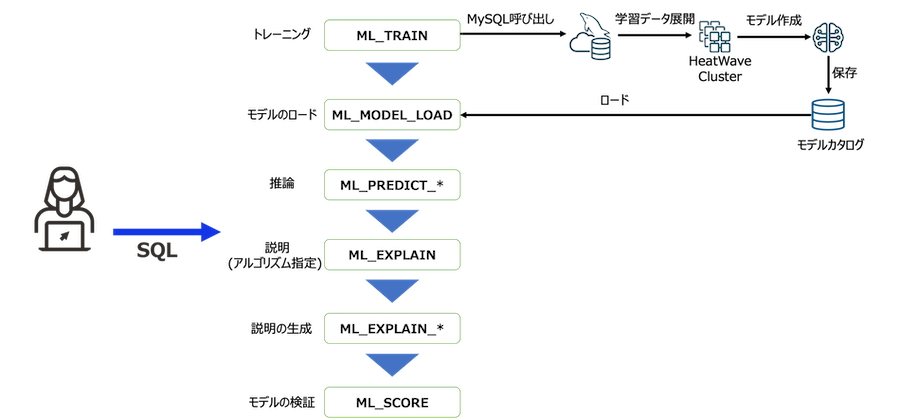 トレーニング
ML_TRAIN
MySQL呼び出し
学習データ展開
モデル作成
HeatWave
Cluster
保存
モデルのロード
ML_MODEL_LOAD
ロード
モデルカタログ
推論
ML_PREDICT_*
SQL
説明
(アルゴリズム指定)
ML_EXPLAIN
説明の生成
ML_EXPLAIN_*
モデルの検証
ML_SCORE